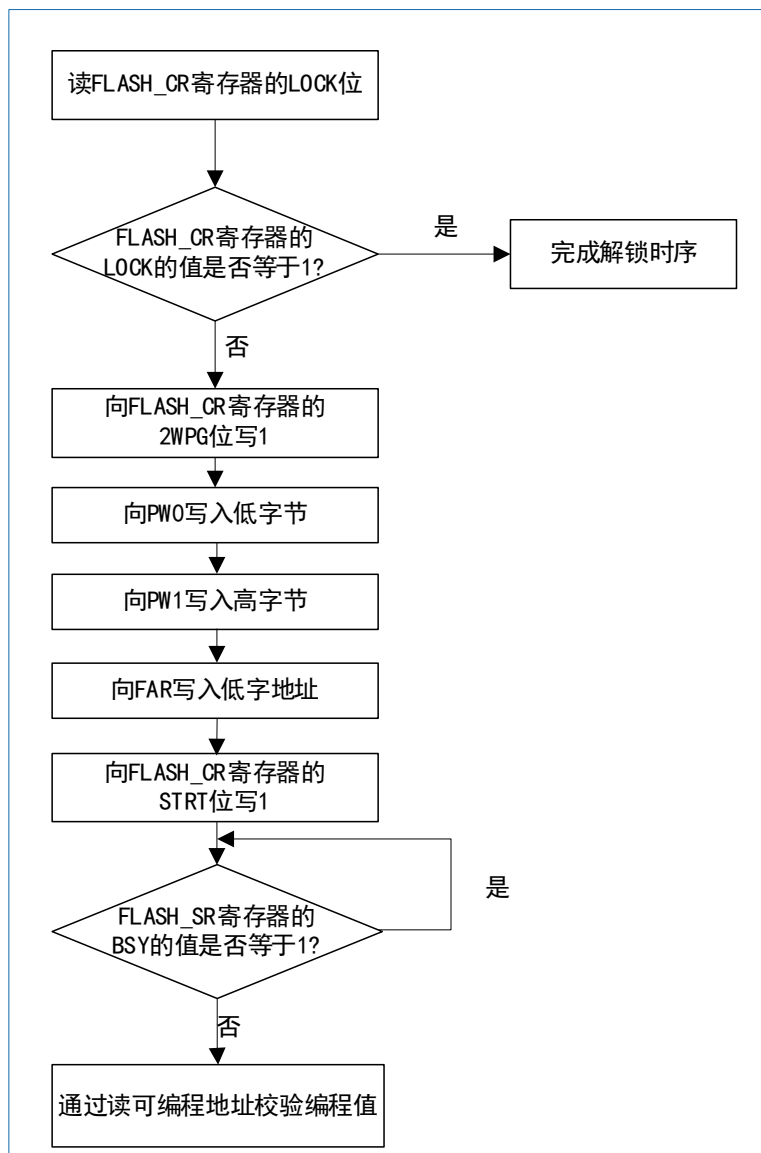 读FLASH_CR寄存器的LOCK位
FLASH_CR寄存器的
LOCK的值是否等于1?
是
完成解锁时序
否
向FLASH_CR寄存器的
2WPG位写1
向PW0写入低字节
向PW1写入高字节
向FAR写入低字地址
向FLASH_CR寄存器的
STRT位写1
FLASH_SR寄存器的
BSY的值是否等于1?
是
否
通过读可编程地址校验编程值